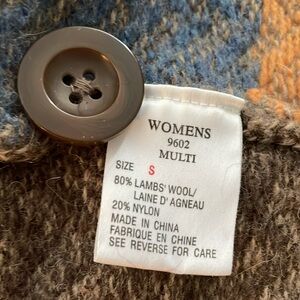 WOMENS
9602
MULTI
SIZE S
80% LAMBS' WOOL/
LAINE D' AGNEAU
20% NYLON
MADE IN CHINA
FABRIQUE EN CHINE
SEE REVERSE FOR CARE